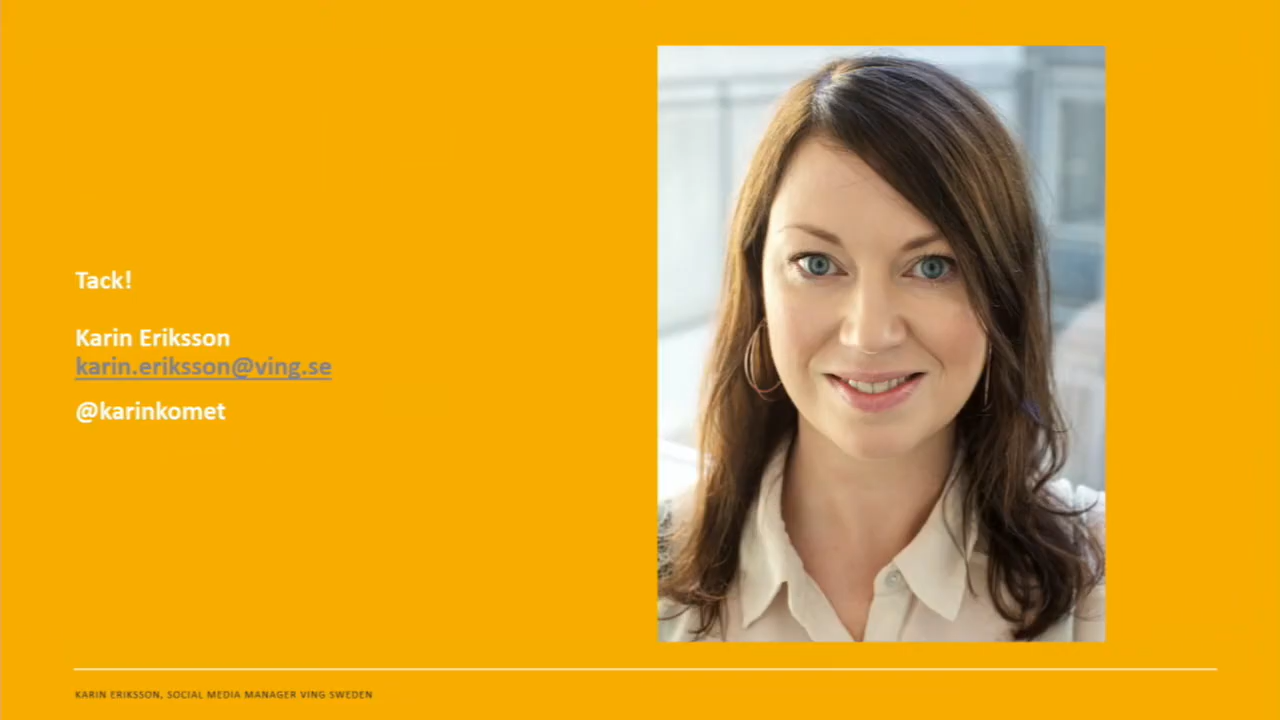 Tack!
Karin Eriksson
karin.eriksson@ving.se
@karinkomet
KARIN ERIKSSON, SOCIAL MEDIA MANAGER VING SWEDEN